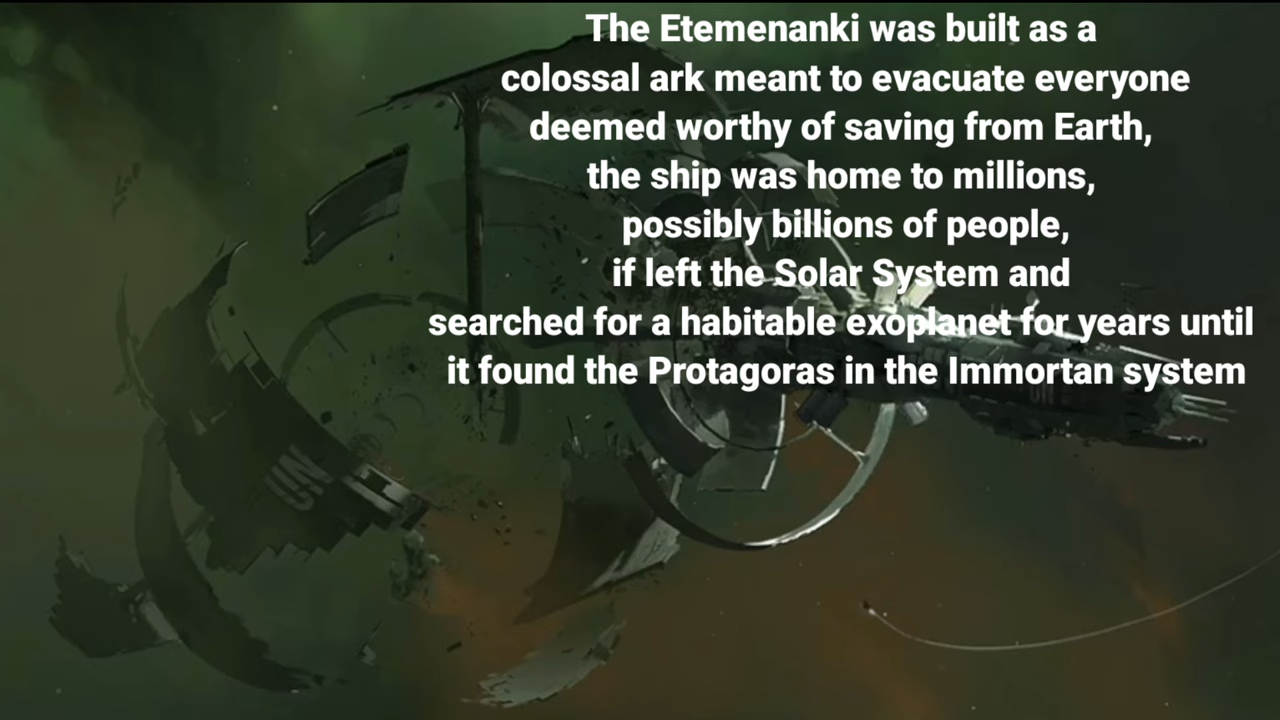 The Etemenanki was built as a
colossal ark meant to evacuate everyone
deemed worthy of saving from Earth,
the ship was home to millions,
possibly billions of people,
if left the Solar System and
searched for a habitable exoplanet for years until
it found the Protagoras in the Immortan system